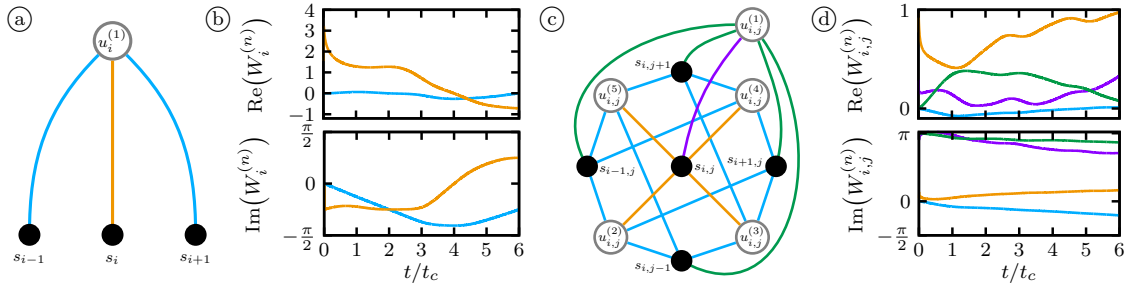 a
u_i^{(1)}
s_{i-1}
s_i
s_{i+1}
b
Re(W_i^{(n)})
4
3
2
1
0
−1
Im(W_i^{(n)})
π/2
0
−π/2
0 1 2 3 4 5 6
t/t_c
c
u_{i,j}^{(1)}
s_{i,j+1}
u_{i,j}^{(5)}
u_{i,j}^{(4)}
s_{i−1,j}
s_{i,j}
s_{i+1,j}
u_{i,j}^{(2)}
u_{i,j}^{(3)}
s_{i,j−1}
d
Re(W_{i,j}^{(n)})
1
0
Im(W_{i,j}^{(n)})
π
0
−π/2
0 1 2 3 4 5 6
t/t_c